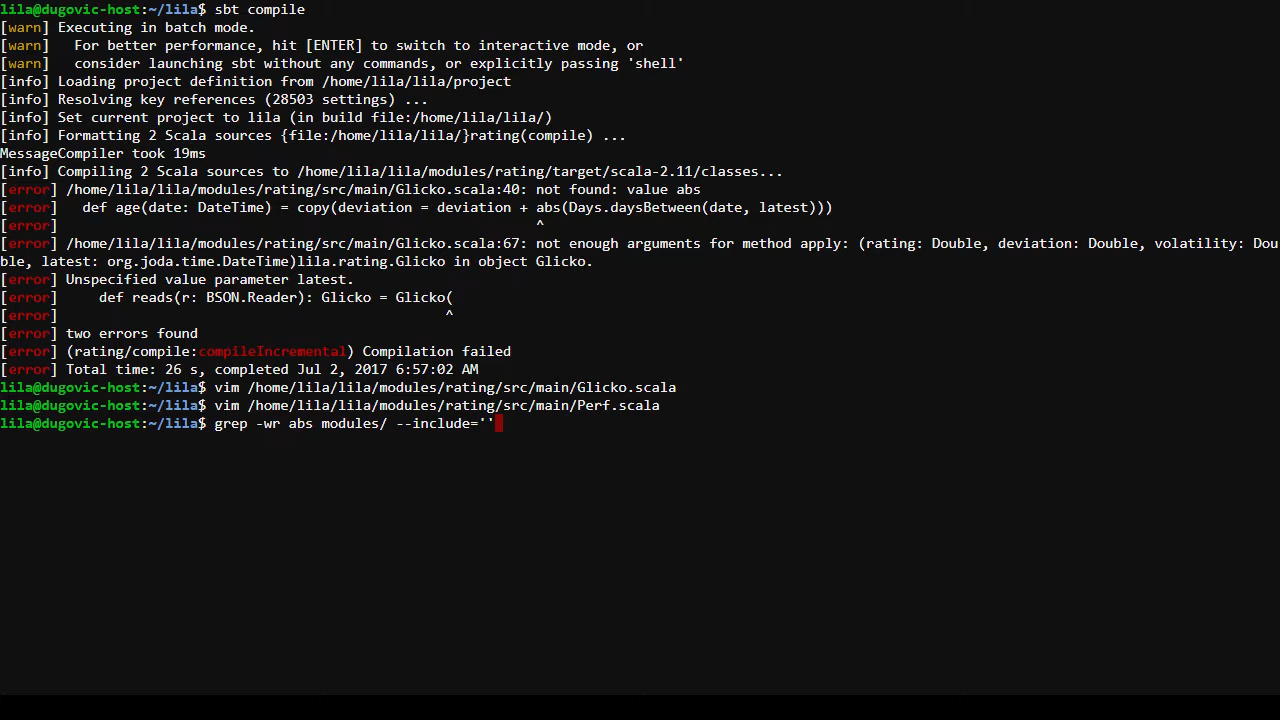 lila@dugovic-host:~/lila$ sbt compile
[warn] Executing in batch mode.
[warn]   For better performance, hit [ENTER] to switch to interactive mode, or
[warn]   consider launching sbt without any commands, or explicitly passing 'shell'
[info] Loading project definition from /home/lila/lila/project
[info] Resolving key references (28503 settings) ...
[info] Set current project to lila (in build file:/home/lila/lila/)
[info] Formatting 2 Scala sources {file:/home/lila/lila/}rating(compile) ...
MessageCompiler took 19ms
[info] Compiling 2 Scala sources to /home/lila/lila/modules/rating/target/scala-2.11/classes...
[error] /home/lila/lila/modules/rating/src/main/Glicko.scala:40: not found: value abs
[error]   def age(date: DateTime) = copy(deviation = deviation + abs(Days.daysBetween(date, latest)))
[error]                                                          ^
[error] /home/lila/lila/modules/rating/src/main/Glicko.scala:67: not enough arguments for method apply: (rating: Double, deviation: Double, volatility: Dou
ble, latest: org.joda.time.DateTime)lila.rating.Glicko in object Glicko.
[error] Unspecified value parameter latest.
[error]     def reads(r: BSON.Reader): Glicko = Glicko(
[error]                                               ^
[error] two errors found
[error] (rating/compile:compileIncremental) Compilation failed
[error] Total time: 26 s, completed Jul 2, 2017 6:57:02 AM
lila@dugovic-host:~/lila$ vim /home/lila/lila/modules/rating/src/main/Glicko.scala
lila@dugovic-host:~/lila$ vim /home/lila/lila/modules/rating/src/main/Perf.scala
lila@dugovic-host:~/lila$ grep -wr abs modules/ --include=''